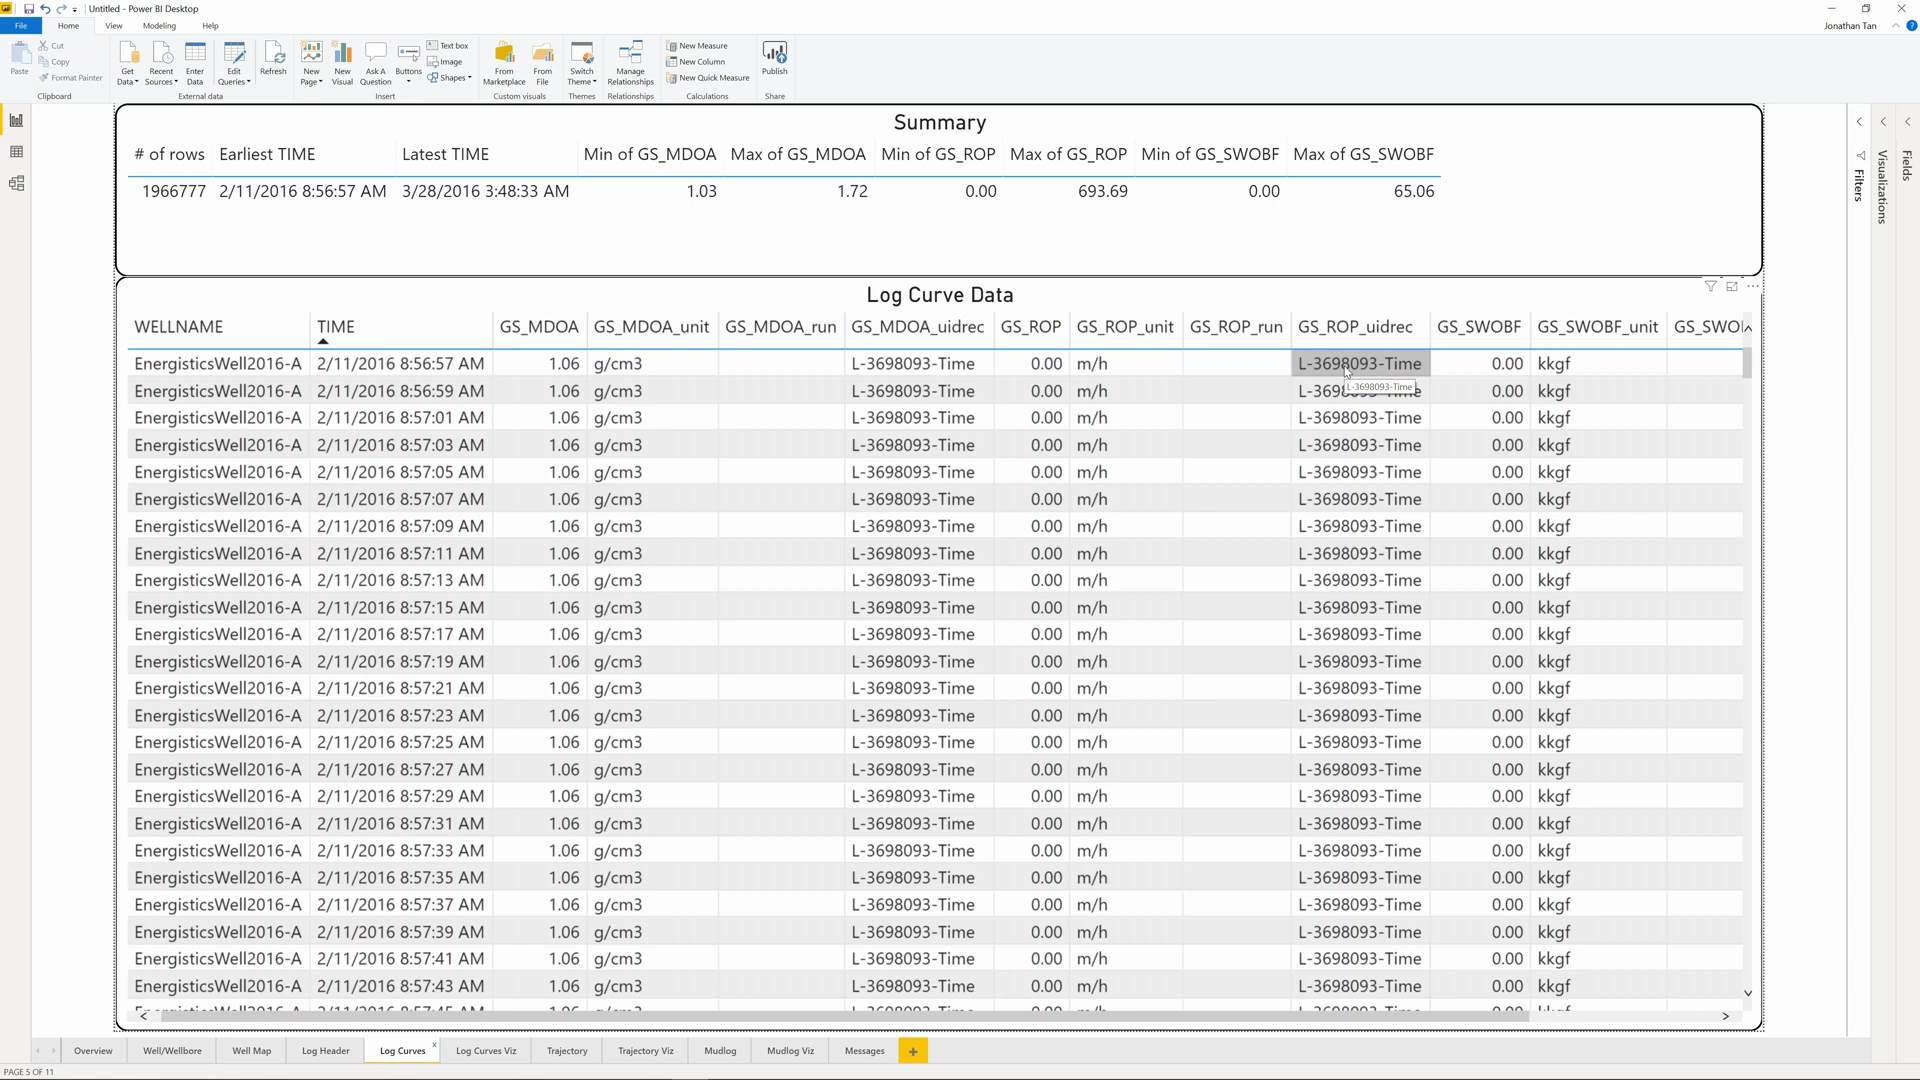 Untitled - Power BI Desktop
File Home View Modeling Help Jonathan Tan
Paste Cut Copy Format Painter Clipboard
Get Data Recent Sources Enter Data Edit Queries Refresh External data
New Page New Visual Ask A Question Buttons Text box Image Shapes Insert
From Marketplace From File Custom visuals
Switch Theme Themes
Manage Relationships Relationships
New Measure New Column New Quick Measure Calculations
Publish Share
Summary
# of rows Earliest TIME Latest TIME Min of GS_MDOA Max of GS_MDOA Min of GS_ROP Max of GS_ROP Min of GS_SWOBF Max of GS_SWOBF
1966777 2/11/2016 8:56:57 AM 3/28/2016 3:48:33 AM 1.03 1.72 0.00 693.69 0.00 65.06
Filters
Visualizations
Fields
Log Curve Data
WELLNAME TIME GS_MDOA GS_MDOA_unit GS_MDOA_run GS_MDOA_uidrec GS_ROP GS_ROP_unit GS_ROP_run GS_ROP_uidrec GS_SWOBF GS_SWOBF_unit GS_SWO
EnergisticsWell2016-A 2/11/2016 8:56:57 AM 1.06 g/cm3 L-3698093-Time 0.00 m/h L-3698093-Time 0.00 kkgf
L-3698093-Time
EnergisticsWell2016-A 2/11/2016 8:56:59 AM 1.06 g/cm3 L-3698093-Time 0.00 m/h 0.00 kkgf
EnergisticsWell2016-A 2/11/2016 8:57:01 AM 1.06 g/cm3 L-3698093-Time 0.00 m/h L-3698093-Time 0.00 kkgf
EnergisticsWell2016-A 2/11/2016 8:57:03 AM 1.06 g/cm3 L-3698093-Time 0.00 m/h L-3698093-Time 0.00 kkgf
EnergisticsWell2016-A 2/11/2016 8:57:05 AM 1.06 g/cm3 L-3698093-Time 0.00 m/h L-3698093-Time 0.00 kkgf
EnergisticsWell2016-A 2/11/2016 8:57:07 AM 1.06 g/cm3 L-3698093-Time 0.00 m/h L-3698093-Time 0.00 kkgf
EnergisticsWell2016-A 2/11/2016 8:57:09 AM 1.06 g/cm3 L-3698093-Time 0.00 m/h L-3698093-Time 0.00 kkgf
EnergisticsWell2016-A 2/11/2016 8:57:11 AM 1.06 g/cm3 L-3698093-Time 0.00 m/h L-3698093-Time 0.00 kkgf
EnergisticsWell2016-A 2/11/2016 8:57:13 AM 1.06 g/cm3 L-3698093-Time 0.00 m/h L-3698093-Time 0.00 kkgf
EnergisticsWell2016-A 2/11/2016 8:57:15 AM 1.06 g/cm3 L-3698093-Time 0.00 m/h L-3698093-Time 0.00 kkgf
EnergisticsWell2016-A 2/11/2016 8:57:17 AM 1.06 g/cm3 L-3698093-Time 0.00 m/h L-3698093-Time 0.00 kkgf
EnergisticsWell2016-A 2/11/2016 8:57:19 AM 1.06 g/cm3 L-3698093-Time 0.00 m/h L-3698093-Time 0.00 kkgf
EnergisticsWell2016-A 2/11/2016 8:57:21 AM 1.06 g/cm3 L-3698093-Time 0.00 m/h L-3698093-Time 0.00 kkgf
EnergisticsWell2016-A 2/11/2016 8:57:23 AM 1.06 g/cm3 L-3698093-Time 0.00 m/h L-3698093-Time 0.00 kkgf
EnergisticsWell2016-A 2/11/2016 8:57:25 AM 1.06 g/cm3 L-3698093-Time 0.00 m/h L-3698093-Time 0.00 kkgf
EnergisticsWell2016-A 2/11/2016 8:57:27 AM 1.06 g/cm3 L-3698093-Time 0.00 m/h L-3698093-Time 0.00 kkgf
EnergisticsWell2016-A 2/11/2016 8:57:29 AM 1.06 g/cm3 L-3698093-Time 0.00 m/h L-3698093-Time 0.00 kkgf
EnergisticsWell2016-A 2/11/2016 8:57:31 AM 1.06 g/cm3 L-3698093-Time 0.00 m/h L-3698093-Time 0.00 kkgf
EnergisticsWell2016-A 2/11/2016 8:57:33 AM 1.06 g/cm3 L-3698093-Time 0.00 m/h L-3698093-Time 0.00 kkgf
EnergisticsWell2016-A 2/11/2016 8:57:35 AM 1.06 g/cm3 L-3698093-Time 0.00 m/h L-3698093-Time 0.00 kkgf
EnergisticsWell2016-A 2/11/2016 8:57:37 AM 1.06 g/cm3 L-3698093-Time 0.00 m/h L-3698093-Time 0.00 kkgf
EnergisticsWell2016-A 2/11/2016 8:57:39 AM 1.06 g/cm3 L-3698093-Time 0.00 m/h L-3698093-Time 0.00 kkgf
EnergisticsWell2016-A 2/11/2016 8:57:41 AM 1.06 g/cm3 L-3698093-Time 0.00 m/h L-3698093-Time 0.00 kkgf
EnergisticsWell2016-A 2/11/2016 8:57:43 AM 1.06 g/cm3 L-3698093-Time 0.00 m/h L-3698093-Time 0.00 kkgf
Overview Well/Wellbore Well Map Log Header Log Curves Log Curves Viz Trajectory Trajectory Viz Mudlog Mudlog Viz Messages
PAGE 5 OF 11